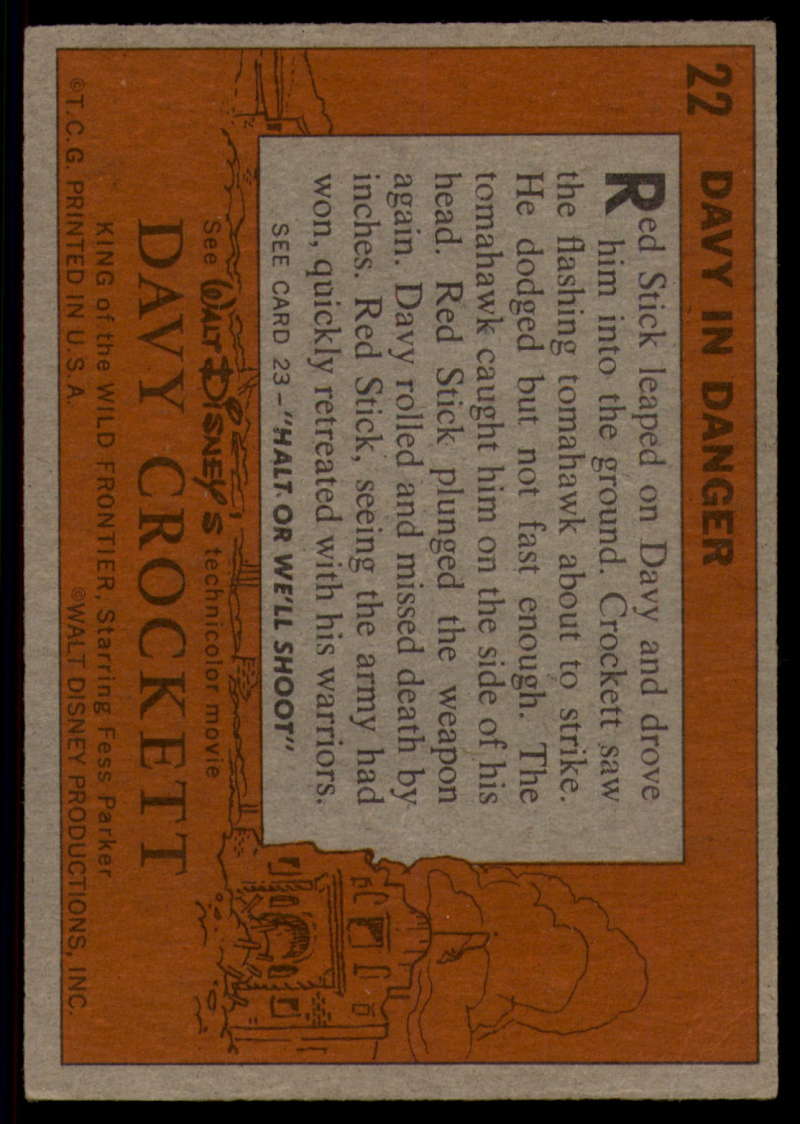 22 DAVY IN DANGER
Red Stick leaped on Davy and drove
him into the ground. Crockett saw
the flashing tomahawk about to strike.
He dodged but not fast enough. The
tomahawk caught him on the side of his
head. Red Stick plunged the weapon
again. Davy rolled and missed death by
inches. Red Stick, seeing the army had
won, quickly retreated with his warriors.
SEE CARD 23–"HALT OR WE'LL SHOOT"
See WALT DISNEY'S technicolor movie
DAVY CROCKETT
KING of the WILD FRONTIER, Starring Fess Parker
©T.C.G. PRINTED IN U.S.A. ©WALT DISNEY PRODUCTIONS, INC.